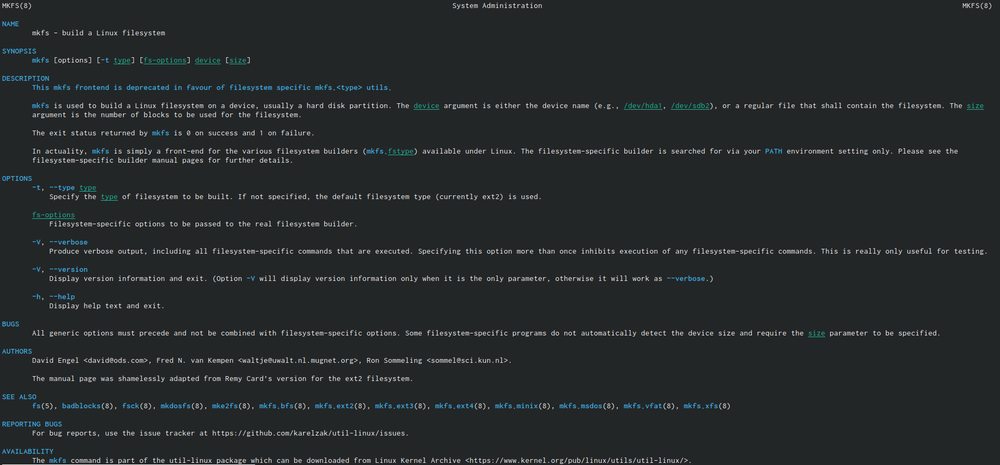 MKFS(8) System Administration MKFS(8)
NAME
mkfs - build a Linux filesystem
SYNOPSIS
mkfs [options] [-t type] [fs-options] device [size]
DESCRIPTION
This mkfs frontend is deprecated in favour of filesystem specific mkfs.<type> utils.
mkfs is used to build a Linux filesystem on a device, usually a hard disk partition. The device argument is either the device name (e.g., /dev/hda1, /dev/sdb2), or a regular file that shall contain the filesystem. The size
argument is the number of blocks to be used for the filesystem.
The exit status returned by mkfs is 0 on success and 1 on failure.
In actuality, mkfs is simply a front-end for the various filesystem builders (mkfs.fstype) available under Linux. The filesystem-specific builder is searched for via your PATH environment setting only. Please see the
filesystem-specific builder manual pages for further details.
OPTIONS
-t, --type type
Specify the type of filesystem to be built. If not specified, the default filesystem type (currently ext2) is used.
fs-options
Filesystem-specific options to be passed to the real filesystem builder.
-V, --verbose
Produce verbose output, including all filesystem-specific commands that are executed. Specifying this option more than once inhibits execution of any filesystem-specific commands. This is really only useful for testing.
-V, --version
Display version information and exit. (Option -V will display version information only when it is the only parameter, otherwise it will work as --verbose.)
-h, --help
Display help text and exit.
BUGS
All generic options must precede and not be combined with filesystem-specific options. Some filesystem-specific programs do not automatically detect the device size and require the size parameter to be specified.
AUTHORS
David Engel <david@ods.com>, Fred N. van Kempen <waltje@uwalt.nl.mugnet.org>, Ron Sommeling <sommel@sci.kun.nl>.
The manual page was shamelessly adapted from Remy Card’s version for the ext2 filesystem.
SEE ALSO
fs(5), badblocks(8), fsck(8), mkdosfs(8), mke2fs(8), mkfs.bfs(8), mkfs.ext2(8), mkfs.ext3(8), mkfs.ext4(8), mkfs.minix(8), mkfs.msdos(8), mkfs.vfat(8), mkfs.xfs(8)
REPORTING BUGS
For bug reports, use the issue tracker at https://github.com/karelzak/util-linux/issues.
AVAILABILITY
The mkfs command is part of the util-linux package which can be downloaded from Linux Kernel Archive <https://www.kernel.org/pub/linux/utils/util-linux/>.